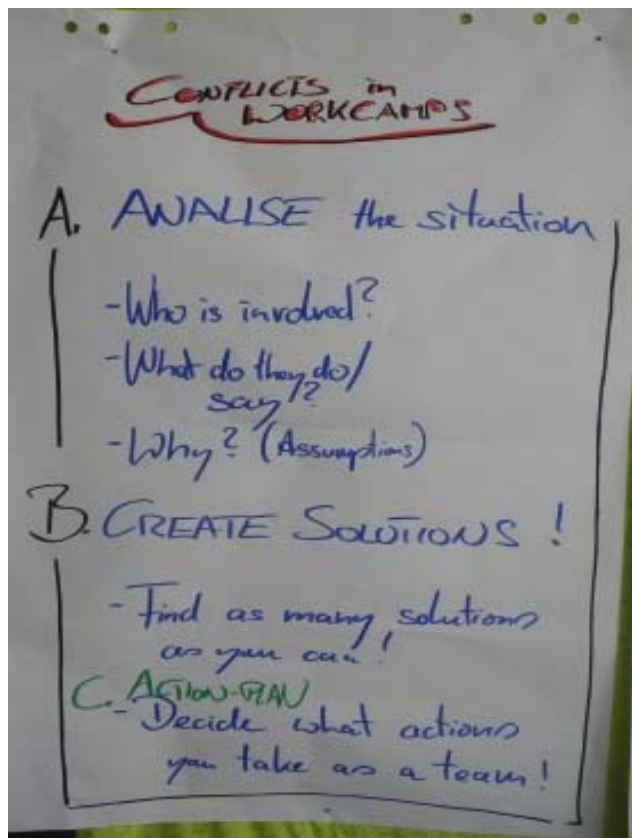 CONFLICTS in
WORKCAMPS
A. ANALISE the situation
- Who is involved?
- What do they do/
say?
- Why? (Assumptions)
B. CREATE SOLUTIONS !
- Find as many solutions
as you can!
C. ACTION-PLAN
- Decide what actions
you take as a team!